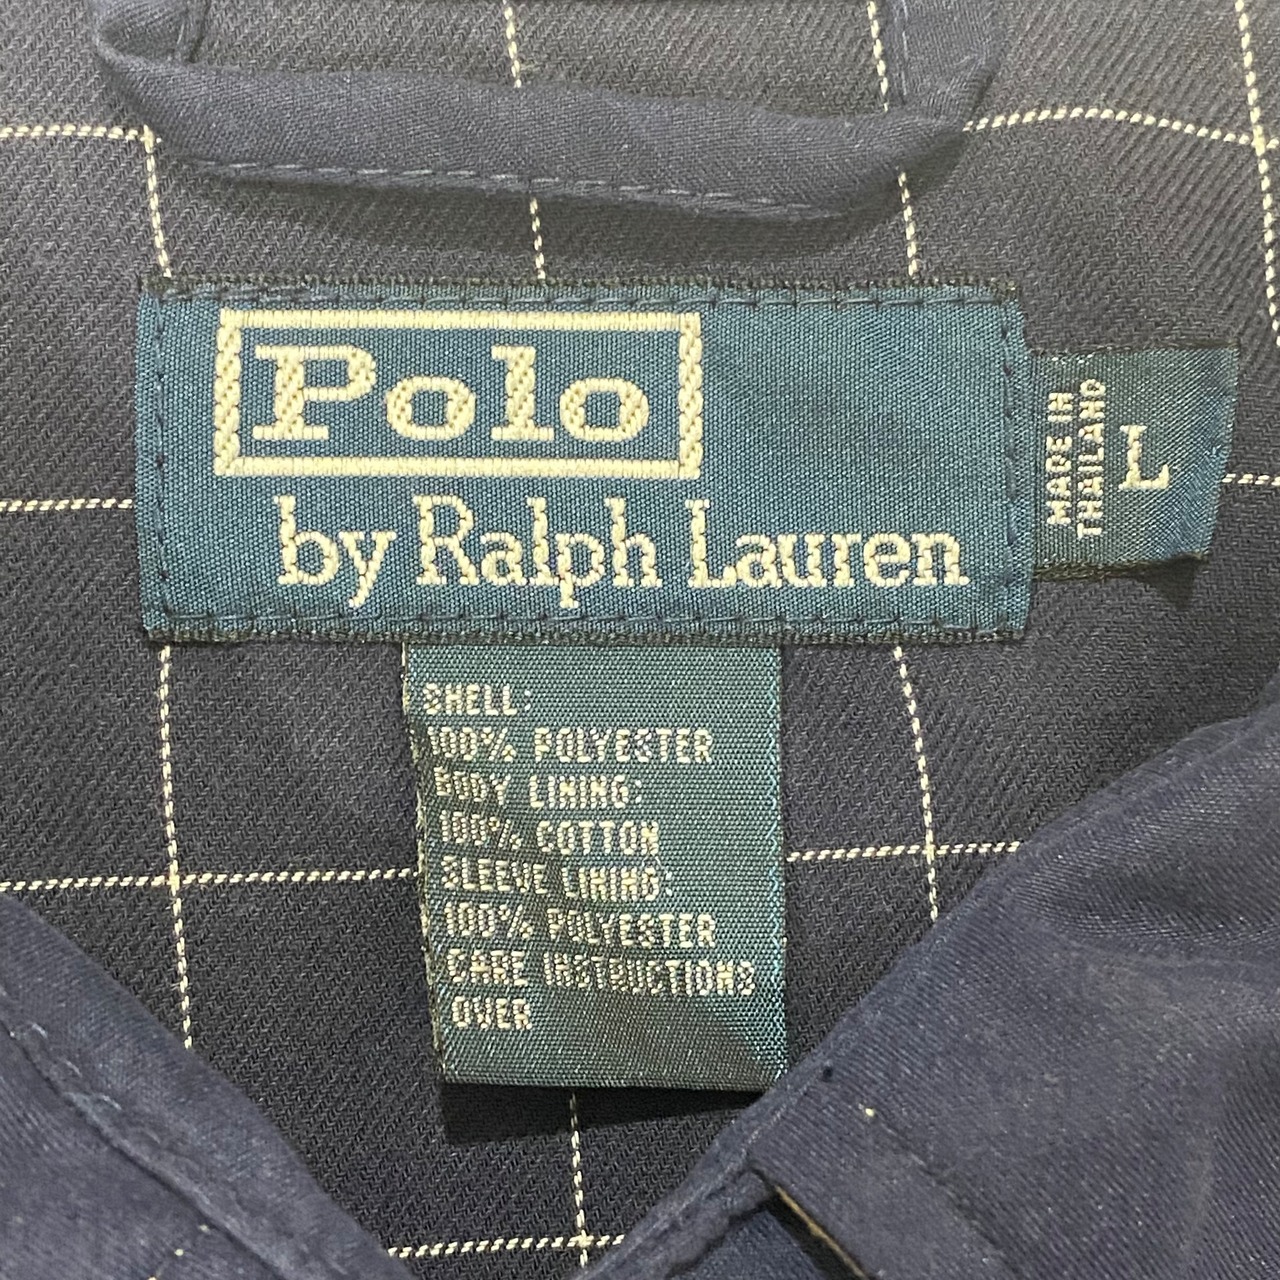 Polo
by Ralph Lauren
MADE IN
THAILAND
L
SHELL:
100% POLYESTER
BODY LINING:
100% COTTON
SLEEVE LINING:
100% POLYESTER
CARE INSTRUCTIONS
OVER